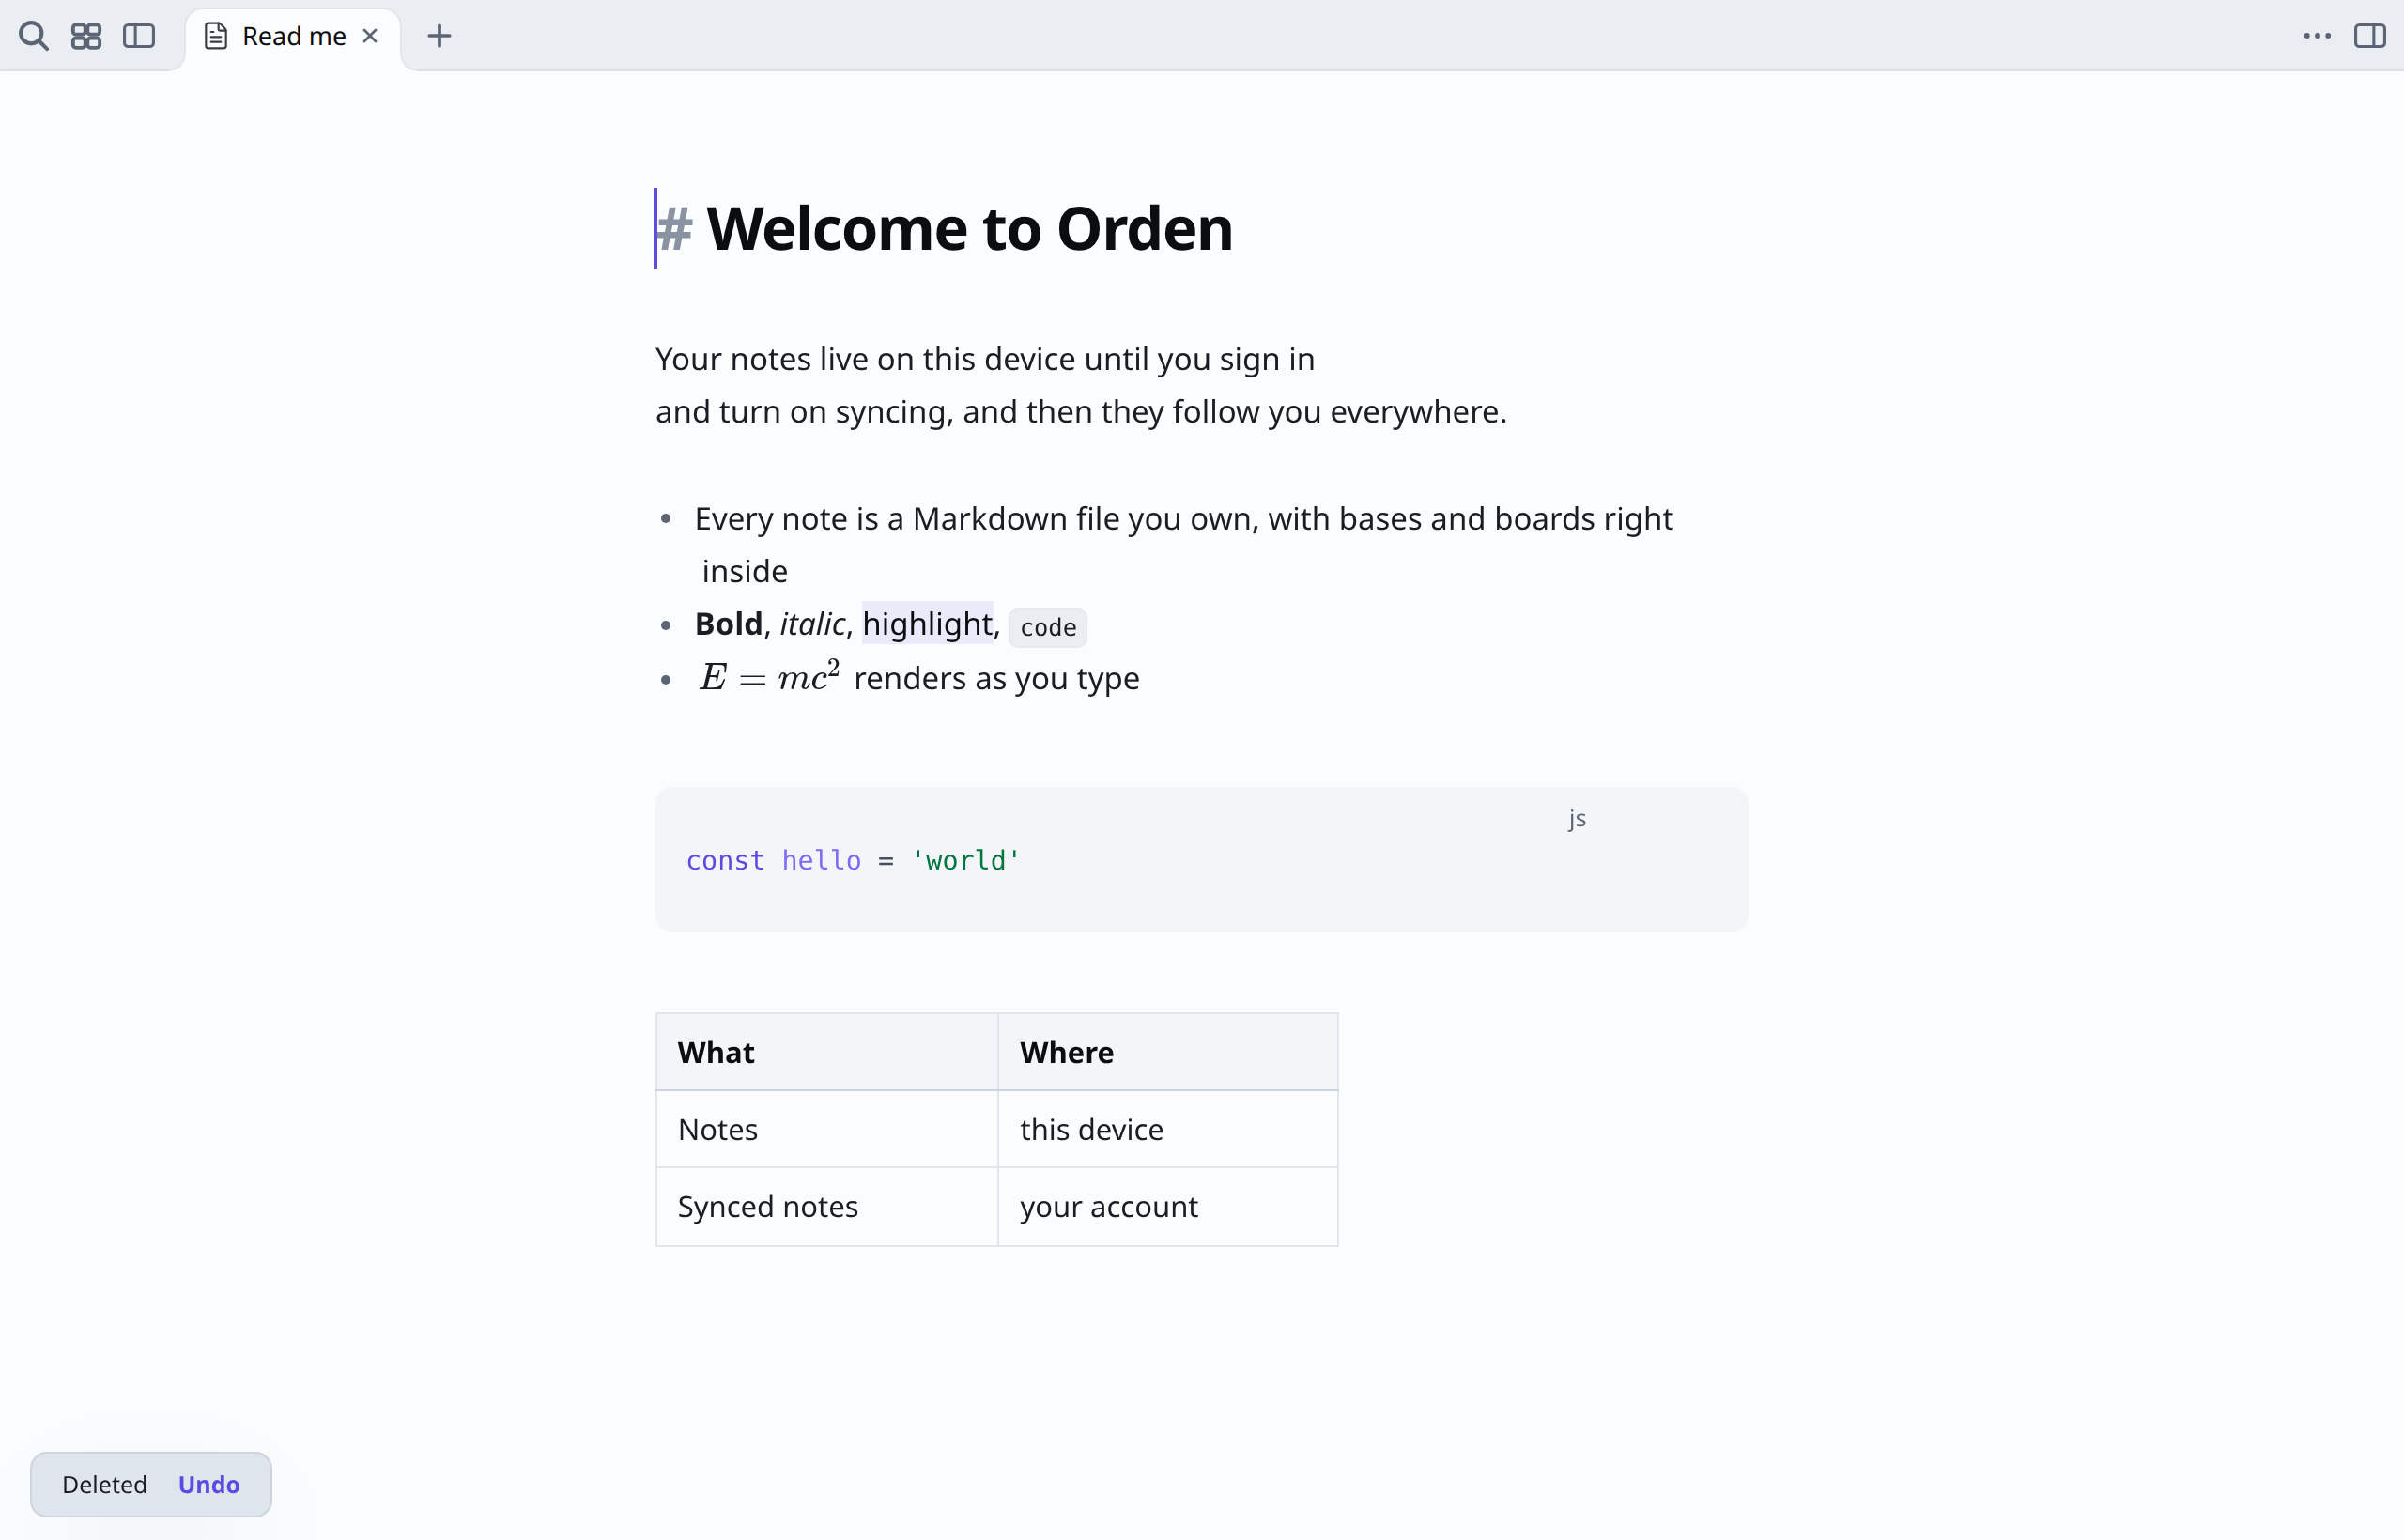 Read me
# Welcome to Orden
Your notes live on this device until you sign in
and turn on syncing, and then they follow you everywhere.
• Every note is a Markdown file you own, with bases and boards right
inside
• Bold, italic, highlight, code
• E = mc² renders as you type
js
const hello = 'world'
What Where
Notes this device
Synced notes your account
Deleted Undo